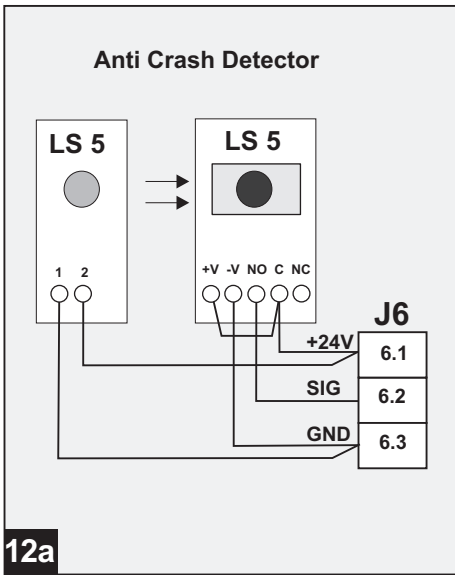 Anti Crash Detector
LS 5 LS 5
1 2 +V -V NO C NC
J6
+24V 6.1
SIG 6.2
GND 6.3
12a